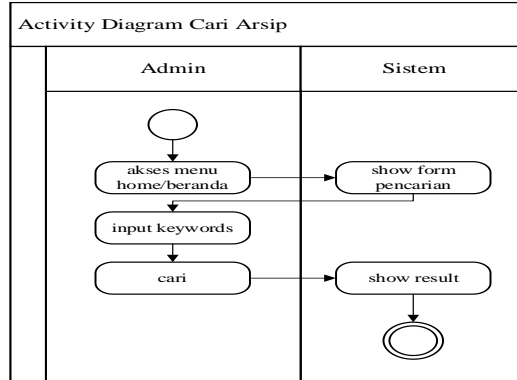 Activity Diagram Cari Arsip
Admin
Sistem
akses menu
home/beranda
show form
pencarian
input keywords
cari
show result